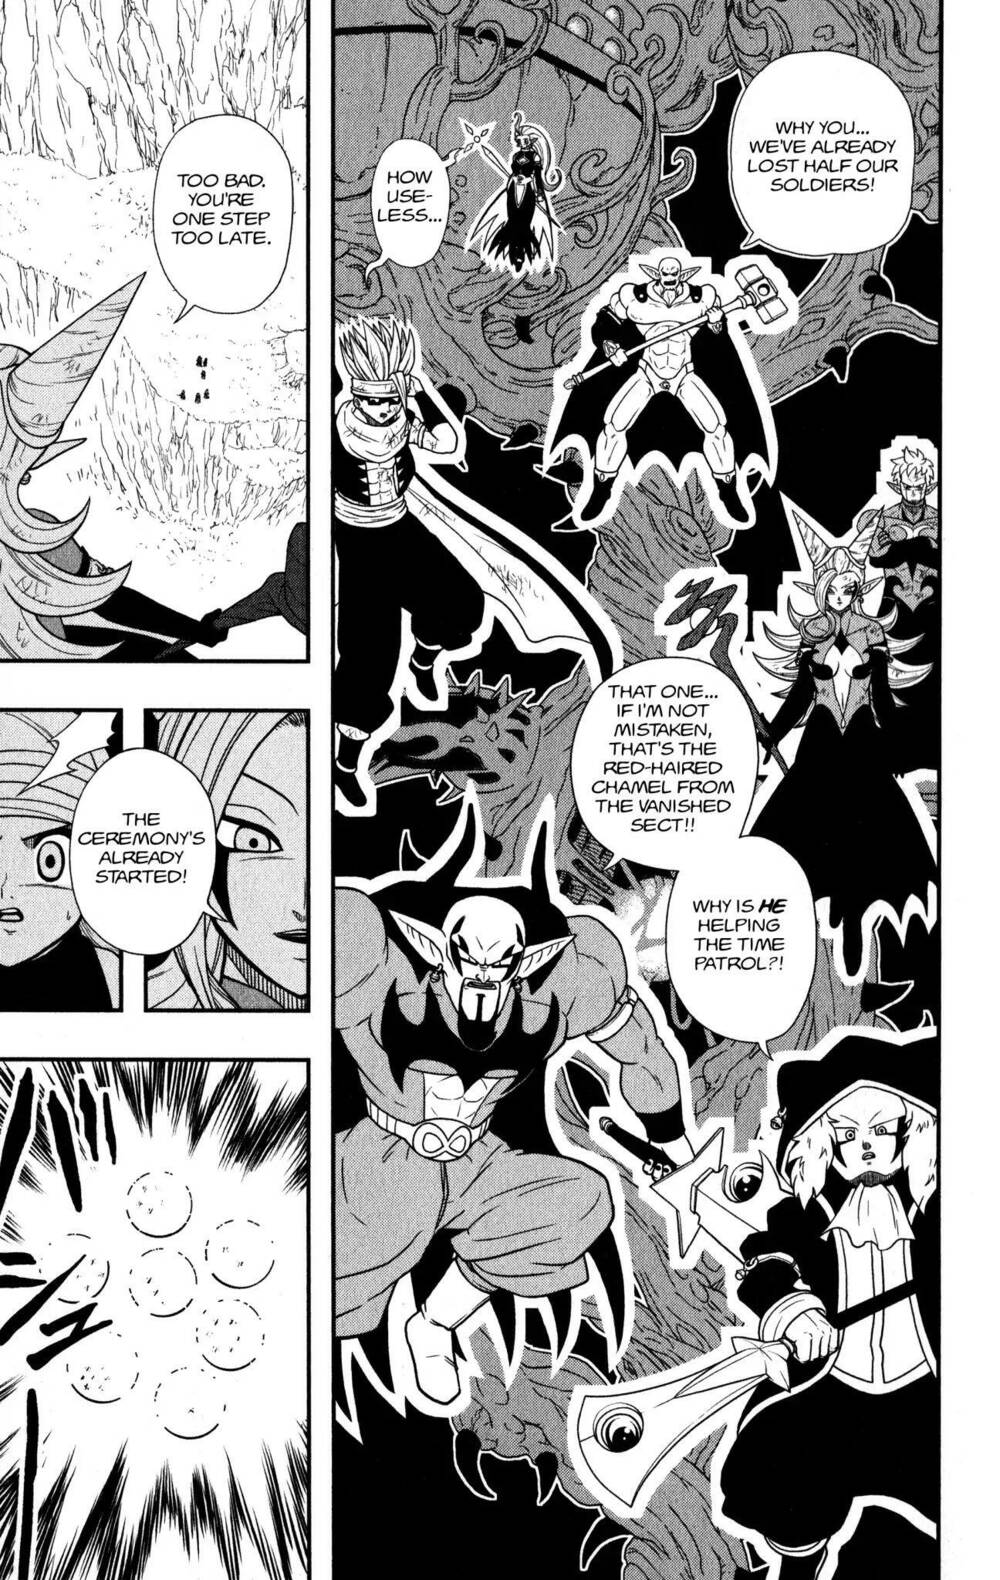 WHY YOU...
WE'VE ALREADY
LOST HALF OUR
SOLDIERS!
HOW
USE-
LESS...
THAT ONE...
IF I'M NOT
MISTAKEN,
THAT'S THE
RED-HAIRED
CHAMEL FROM
THE VANISHED
SECT!!
WHY IS HE
HELPING
THE TIME
PATROL?!
TOO BAD.
YOU'RE
ONE STEP
TOO LATE.
THE
CEREMONY'S
ALREADY
STARTED!